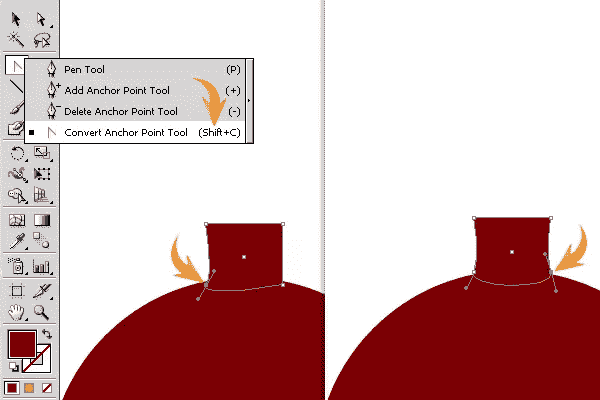 Pen Tool (P)
Add Anchor Point Tool (+)
Delete Anchor Point Tool (-)
Convert Anchor Point Tool (Shift+C)